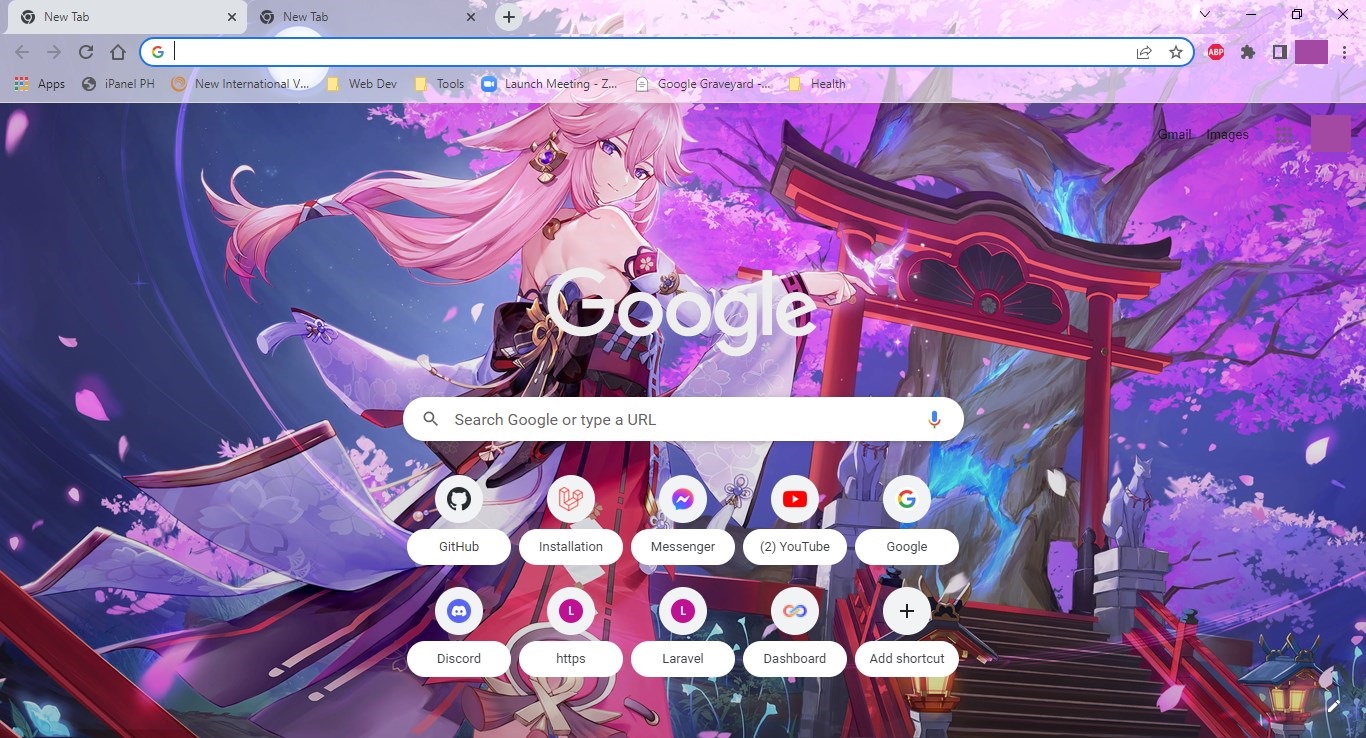 New Tab New Tab
Apps iPanel PH New International V... Web Dev Tools Launch Meeting - Z... Google Graveyard -... Health
ABP
Gmail Images
Google
Search Google or type a URL
GitHub Installation Messenger (2) YouTube Google
L L
Discord https Laravel Dashboard Add shortcut